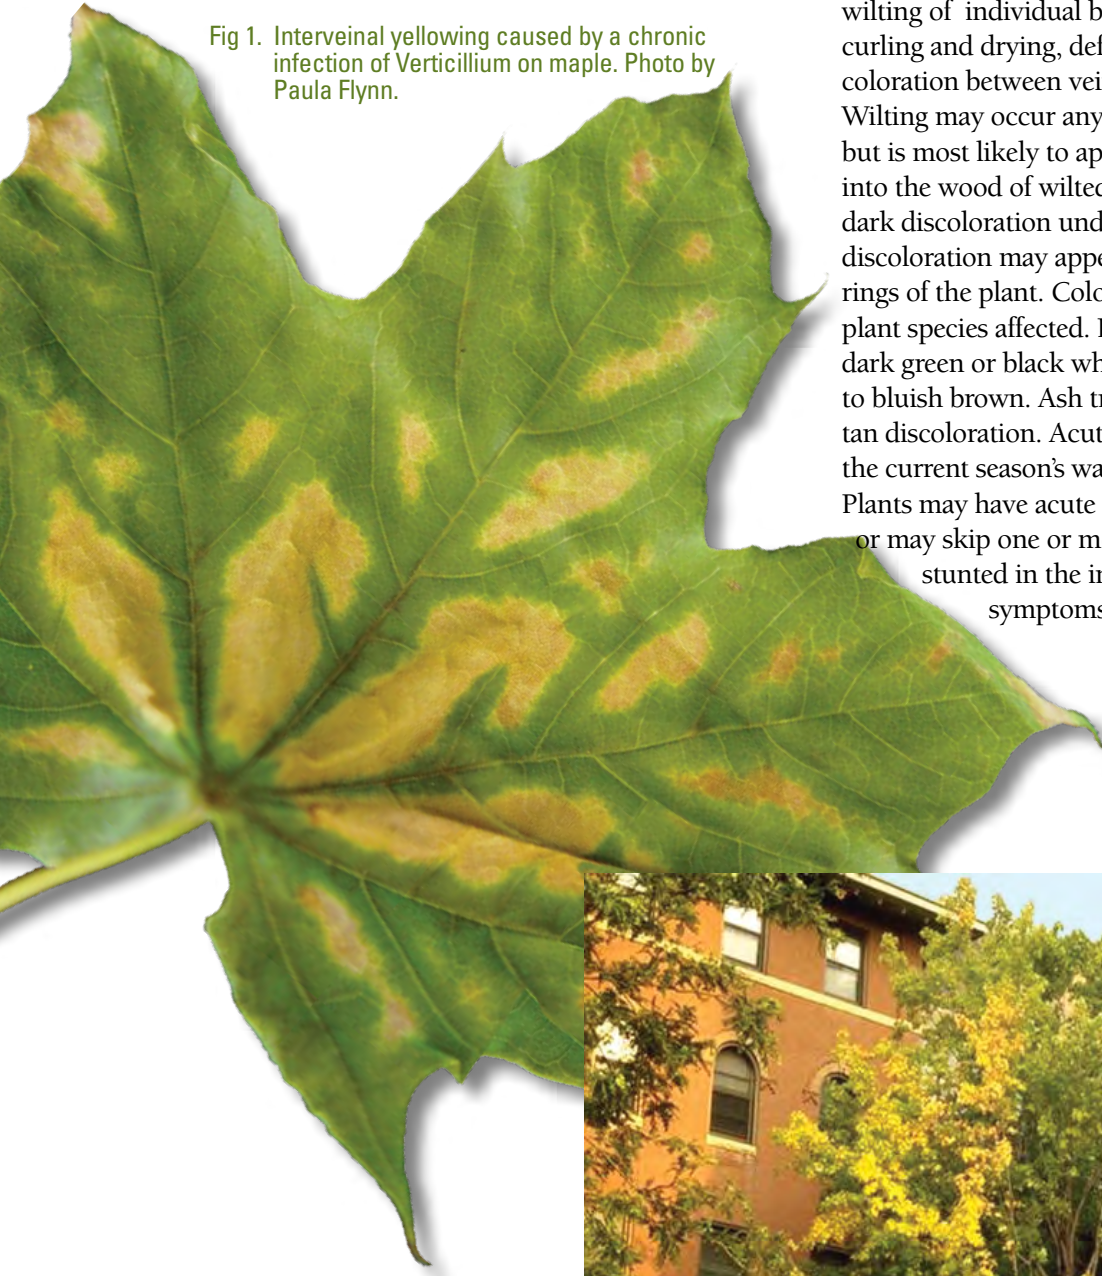 Fig 1. Interveinal yellowing caused by a chronic
infection of Verticillium on maple. Photo by
Paula Flynn.
wilting of individual b
curling and drying, def
coloration between vei
Wilting may occur any
but is most likely to ap
into the wood of wilted
dark discoloration und
discoloration may appe
rings of the plant. Colo
plant species affected.
dark green or black wh
to bluish brown. Ash tr
tan discoloration. Acut
the current season's wa
Plants may have acute
or may skip one or m
stunted in the in
symptoms